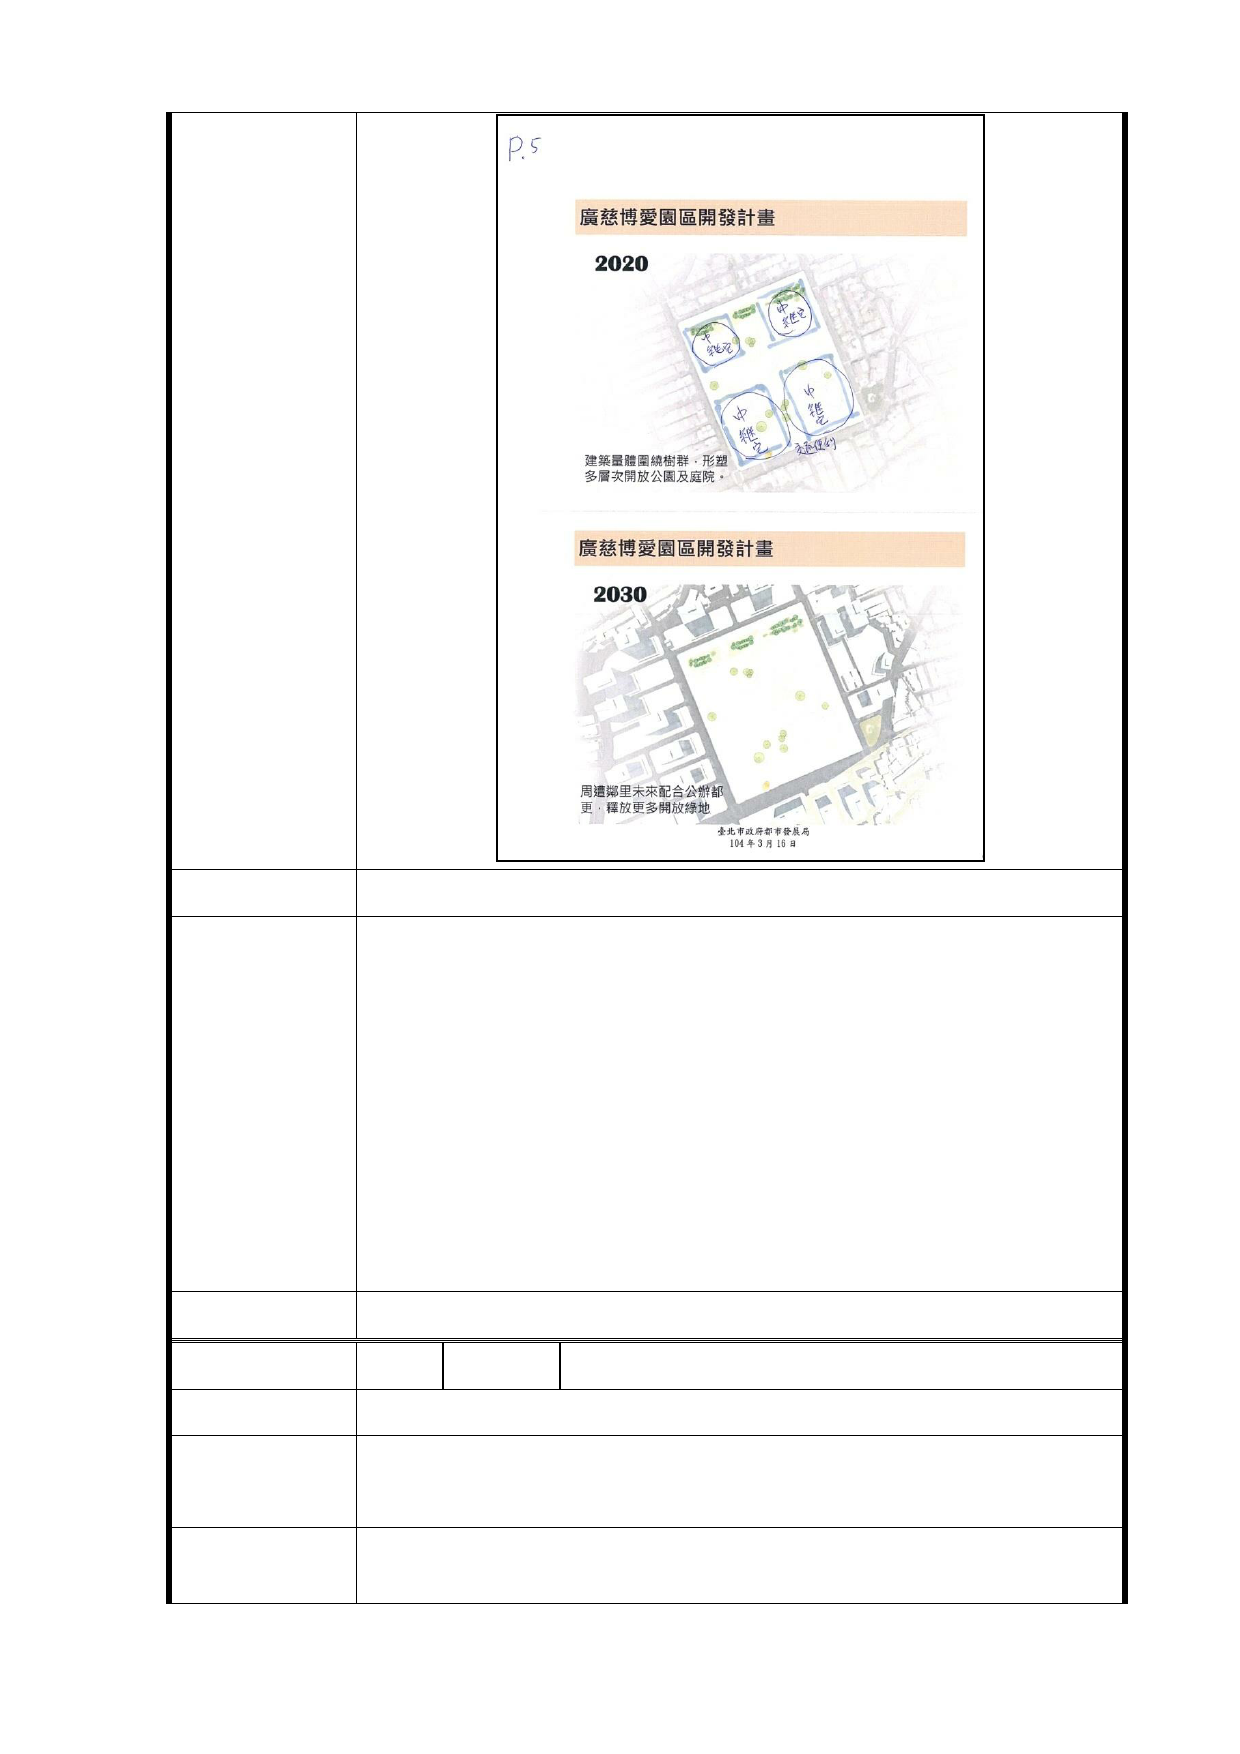 P.5
廣慈博愛園區開發計畫
2020
中
繼宅
中
繼宅
中
繼
宅
中
繼
宅
交通便利
建築量體圍繞樹群，形塑
多層次開放公園及庭院。
廣慈博愛園區開發計畫
2030
周遭鄰里未來配合公辦都
更，釋放更多開放綠地
臺北市政府都市發展局
104年3月16日